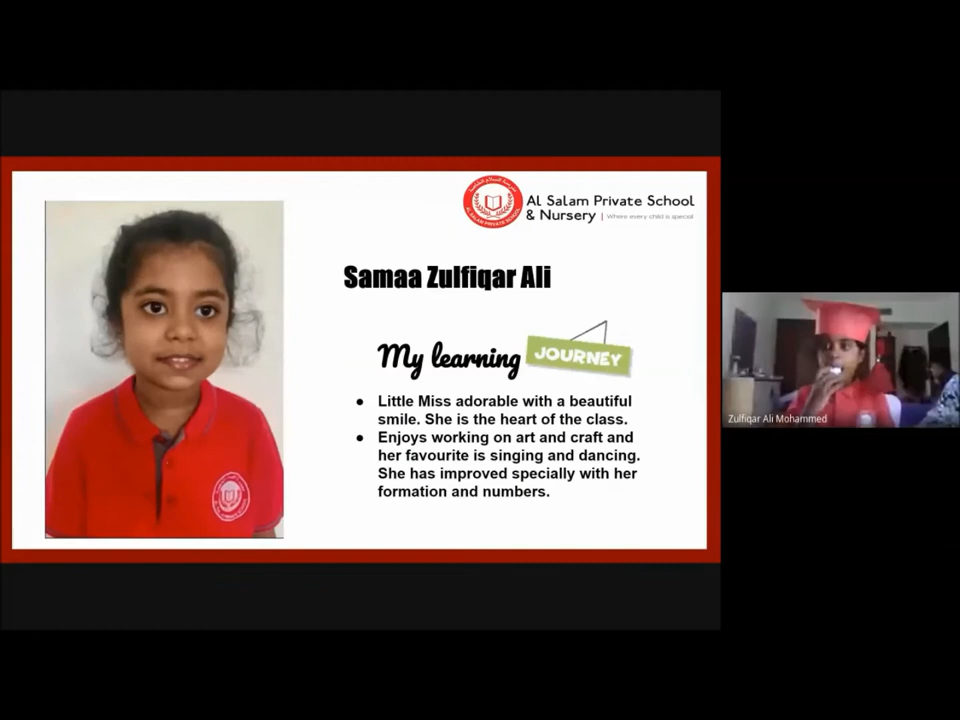 Al Salam Private School
& Nursery | Where every child is special
Samaa Zulfiqar Ali
My learning JOURNEY
● Little Miss adorable with a beautiful
smile. She is the heart of the class.
● Enjoys working on art and craft and
her favourite is singing and dancing.
She has improved specially with her
formation and numbers.
Zulfiqar Ali Mohammed